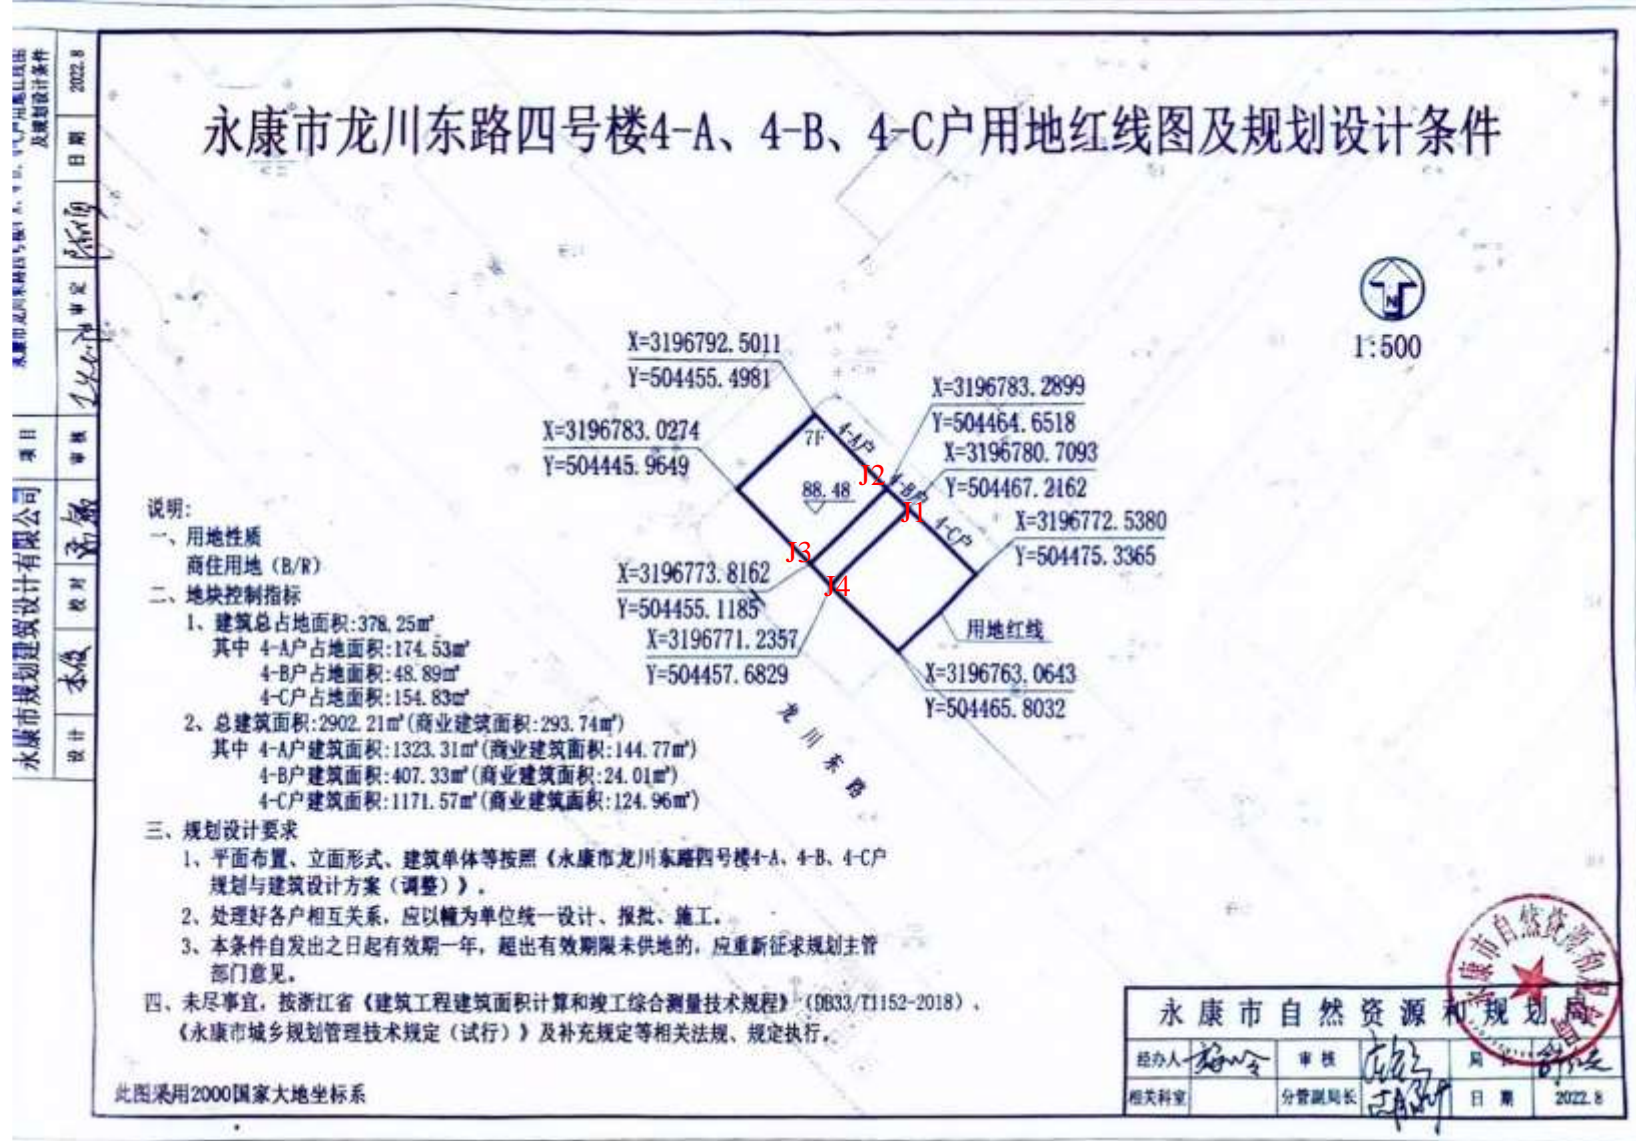 永康市龙川东路四号楼4-A、4-B、4-C户用地红线图及规划设计条件
及规划设计条件
2022.8
日期
审定
项目
审核
永康市规划建筑设计有限公司
校对
设计
N
1:500
X=3196792.5011
Y=504455.4981
X=3196783.2899
Y=504464.6518
X=3196783.0274
Y=504445.9649
X=3196780.7093
Y=504467.2162
7F
4-A户
J2
4-B户
88.48
J1
4-C户
X=3196772.5380
Y=504475.3365
J3
X=3196773.8162
Y=504455.1185
J4
X=3196771.2357
Y=504457.6829
用地红线
X=3196763.0643
Y=504465.8032
龙川东路
说明:
一、用地性质
商住用地（B/R）
二、地块控制指标
1、建筑总占地面积:378.25㎡
其中 4-A户占地面积:174.53㎡
4-B户占地面积:48.89㎡
4-C户占地面积:154.83㎡
2、总建筑面积:2902.21㎡(商业建筑面积:293.74㎡)
其中 4-A户建筑面积:1323.31㎡(商业建筑面积:144.77㎡)
4-B户建筑面积:407.33㎡(商业建筑面积:24.01㎡)
4-C户建筑面积:1171.57㎡(商业建筑面积:124.96㎡)
三、规划设计要求
1、平面布置、立面形式、建筑单体等按照《永康市龙川东路四号楼4-A、4-B、4-C户
规划与建筑设计方案（调整）》。
2、处理好各户相互关系，应以幢为单位统一设计、报批、施工。
3、本条件自发出之日起有效期一年，超出有效期限未供地的，应重新征求规划主管
部门意见。
四、未尽事宜，按浙江省《建筑工程建筑面积计算和竣工综合测量技术规程》（DB33/T1152-2018）、
《永康市城乡规划管理技术规定（试行）》及补充规定等相关法规、规定执行。
此图采用2000国家大地坐标系
永康市自然资源和规划局
经办人
审核
局
相关科室
分管副局长
日期
2022.8